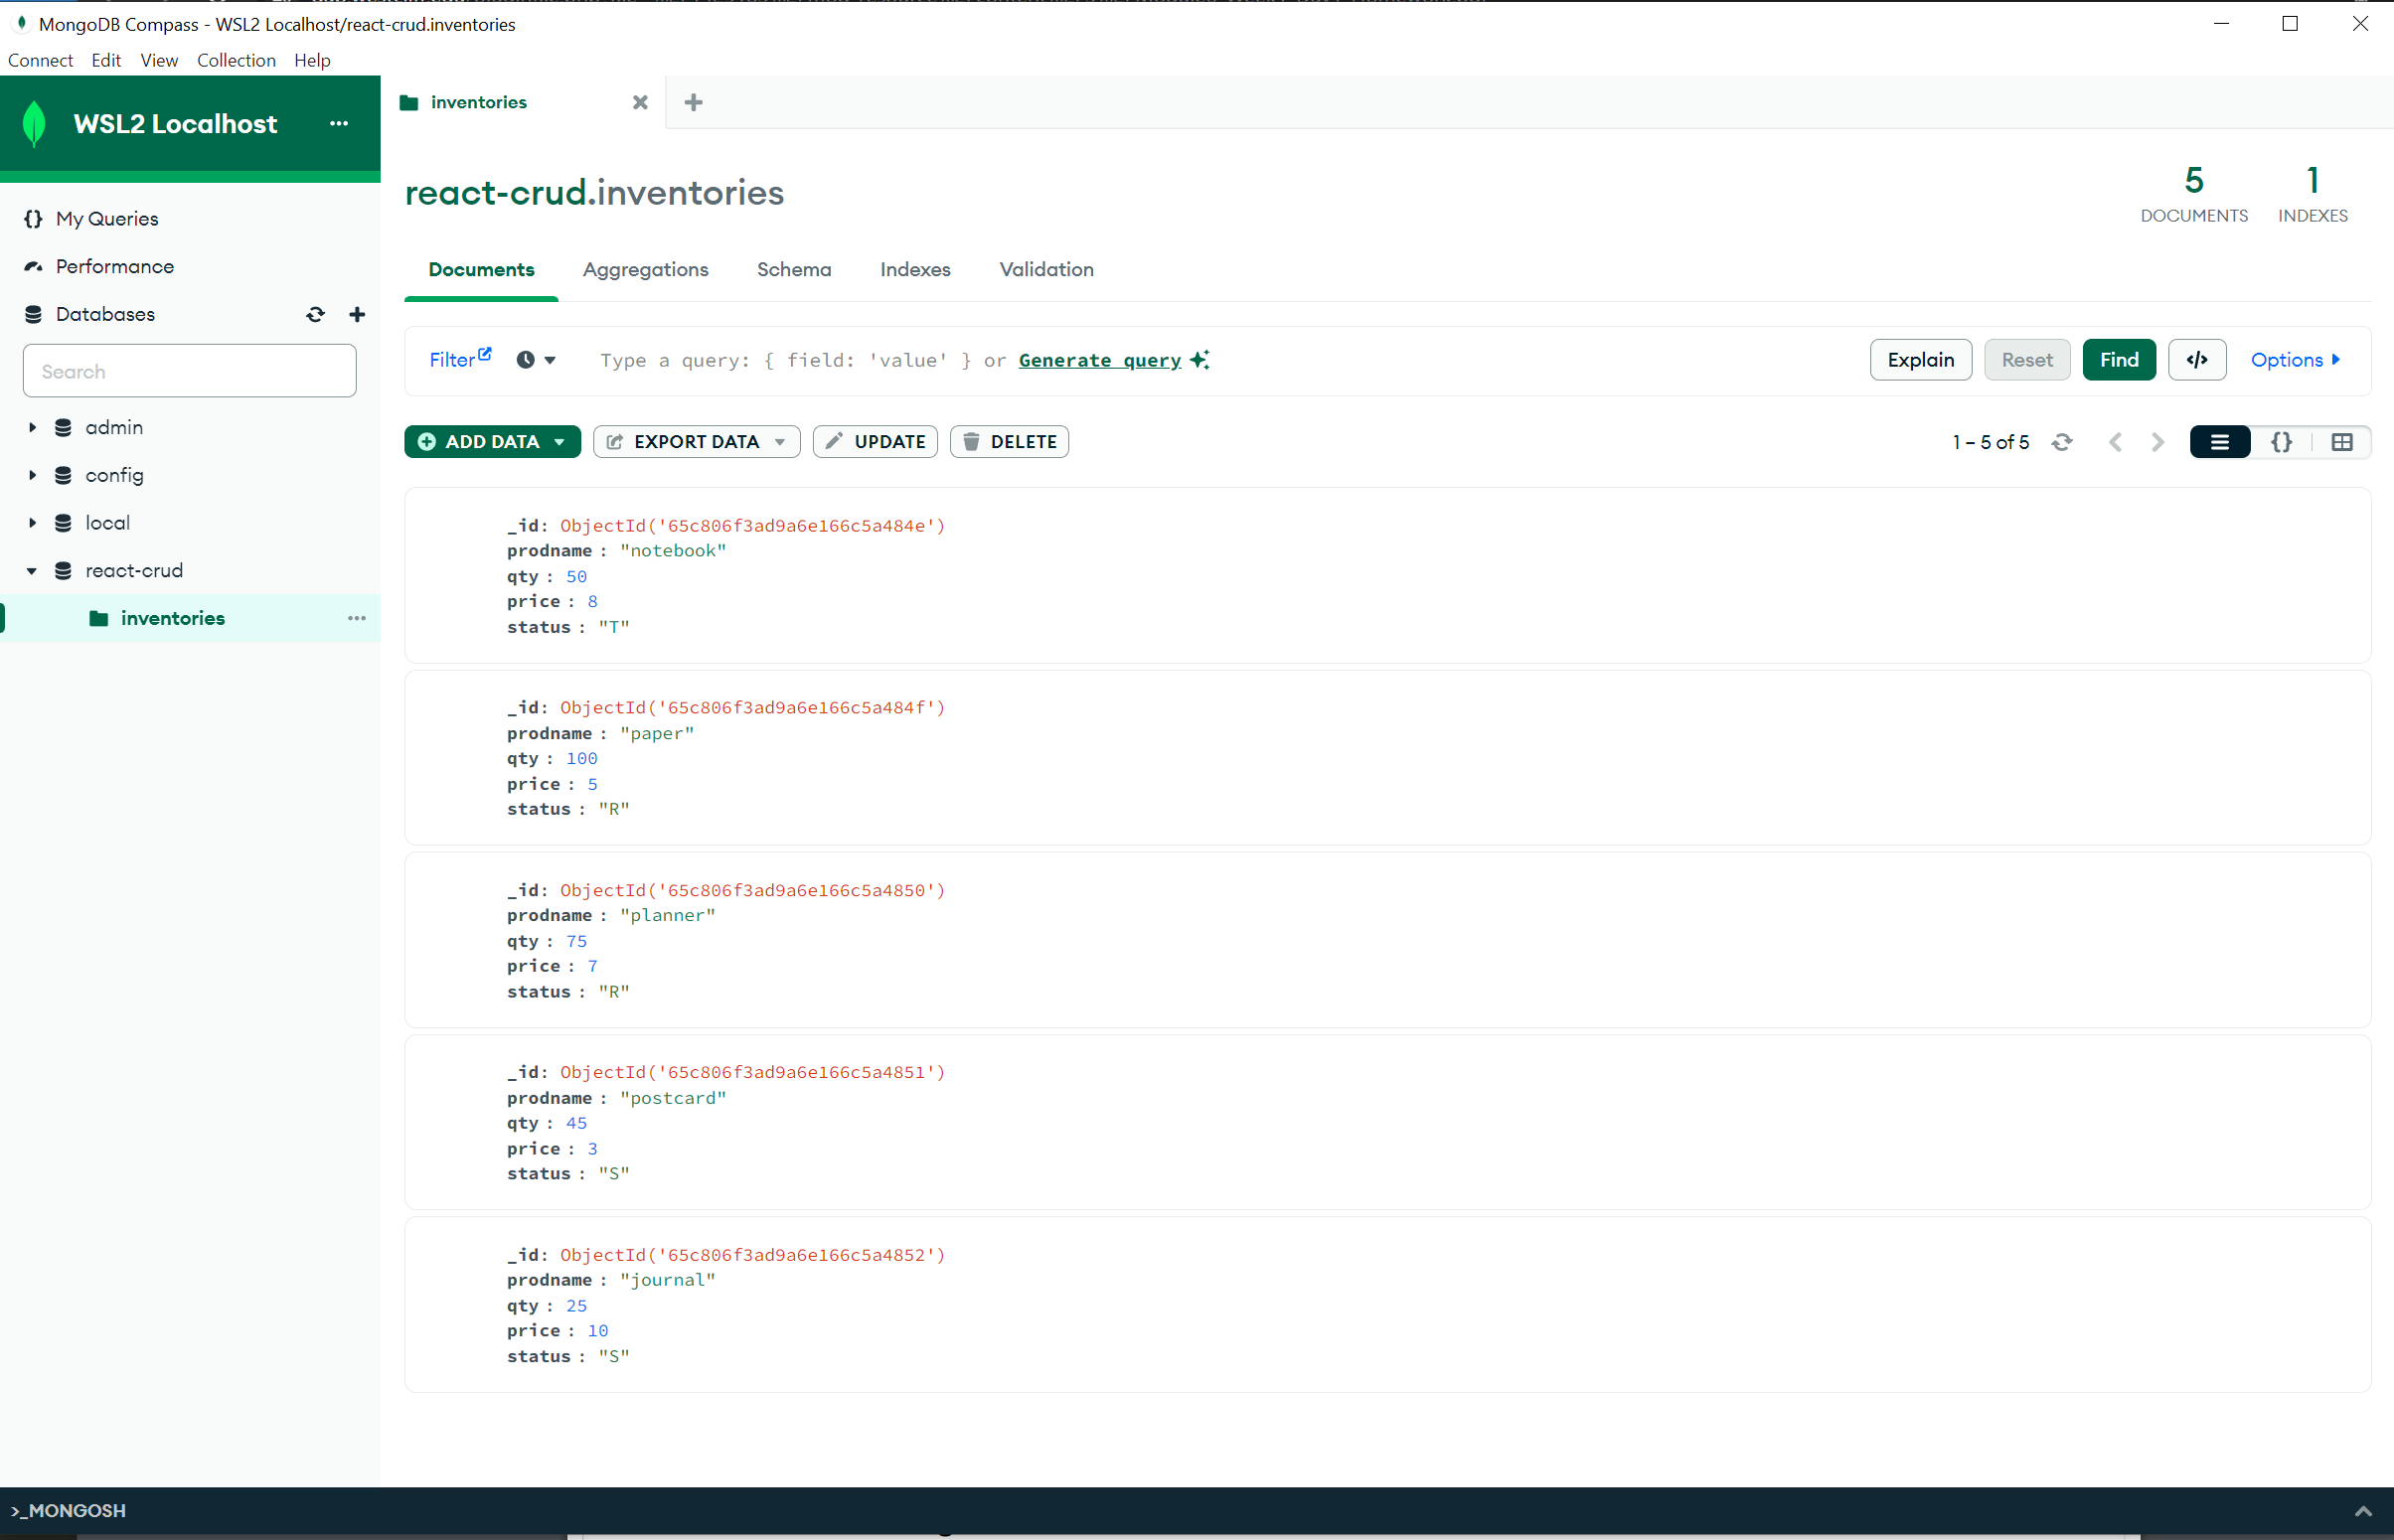 MongoDB Compass - WSL2 Localhost/react-crud.inventories
Connect Edit View Collection Help
WSL2 Localhost
inventories
My Queries
Performance
Databases
Search
admin
config
local
react-crud
inventories
react-crud.inventories
5
DOCUMENTS
1
INDEXES
Documents Aggregations Schema Indexes Validation
Filter Type a query: { field: 'value' } or Generate query Explain Reset Find </> Options
ADD DATA EXPORT DATA UPDATE DELETE 1 – 5 of 5 {}
_id: ObjectId('65c806f3ad9a6e166c5a484e')
prodname : "notebook"
qty : 50
price : 8
status : "T"
_id: ObjectId('65c806f3ad9a6e166c5a484f')
prodname : "paper"
qty : 100
price : 5
status : "R"
_id: ObjectId('65c806f3ad9a6e166c5a4850')
prodname : "planner"
qty : 75
price : 7
status : "R"
_id: ObjectId('65c806f3ad9a6e166c5a4851')
prodname : "postcard"
qty : 45
price : 3
status : "S"
_id: ObjectId('65c806f3ad9a6e166c5a4852')
prodname : "journal"
qty : 25
price : 10
status : "S"
>_MONGOSH